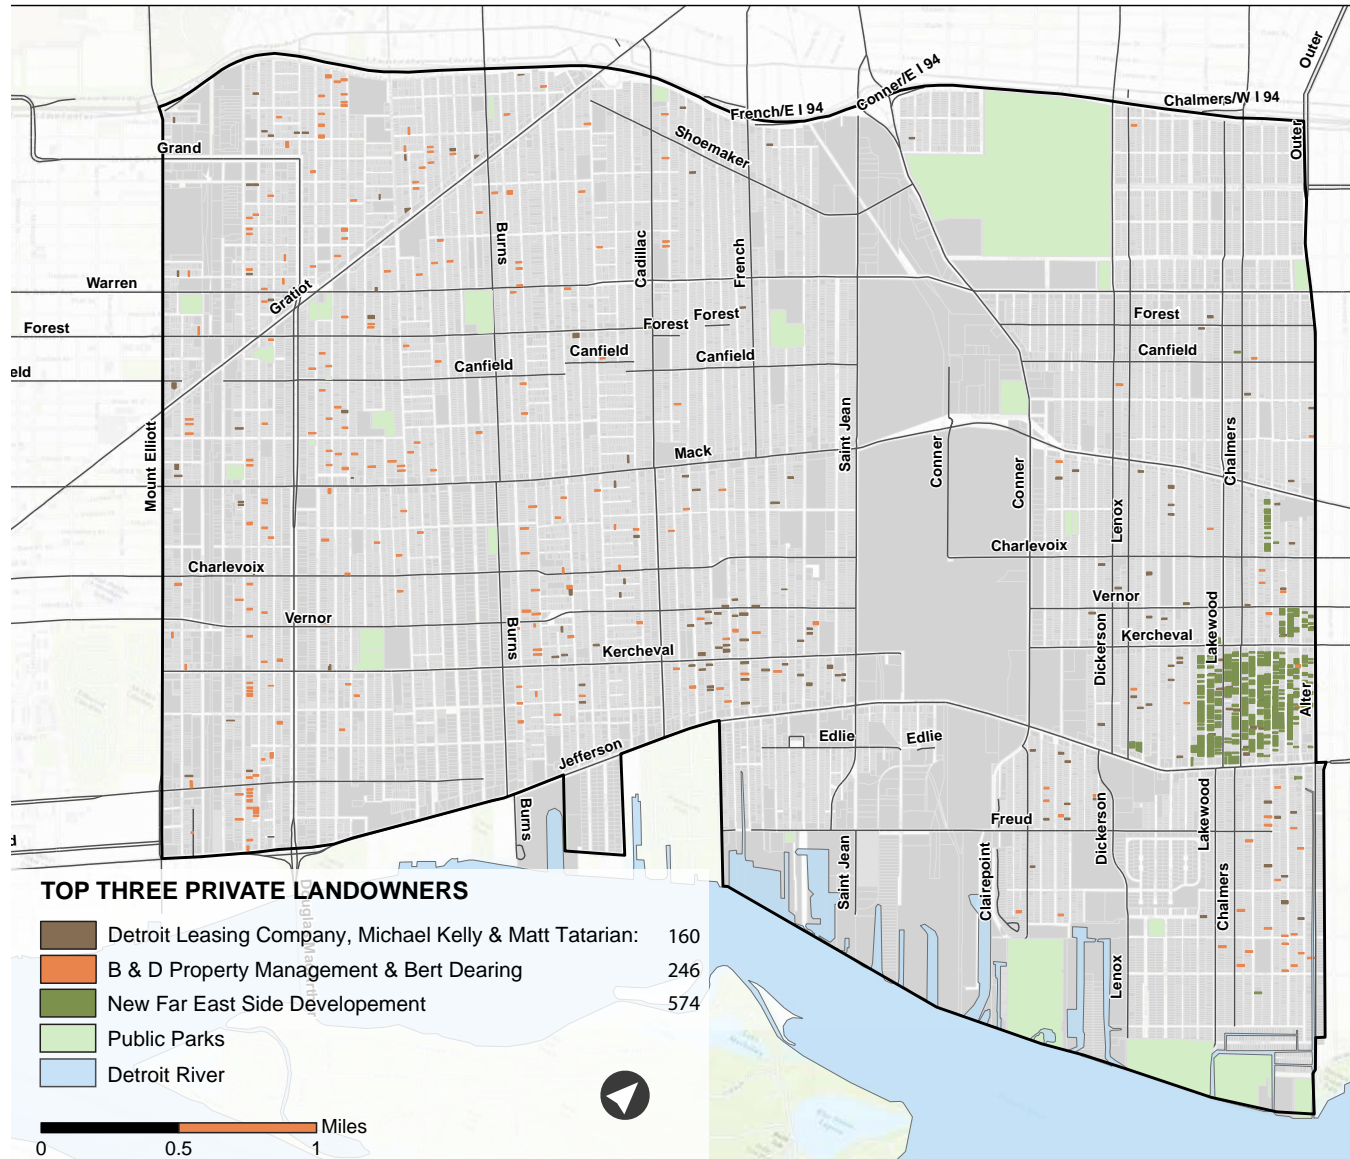 Outer
Conner/E I 94
Chalmers/W I 94
French/E I 94
Shoemaker
Outer
Grand
Burns
Cadillac
French
Warren
Gratiot
Forest
Forest
Forest
Forest
Canfield
Canfield
Canfield
Canfield
eld
Mount Elliott
Saint Jean
Conner
Conner
Chalmers
Mack
Lenox
Charlevoix
Charlevoix
Vernor
Vernor
Burns
Kercheval
Kercheval
Dickerson
Lakewood
Alter
Edlie
Edlie
Jefferson
Burns
Freud
Dickerson
Lakewood
Saint Jean
Clairepoint
Chalmers
Lenox
d
TOP THREE PRIVATE LANDOWNERS
Detroit Leasing Company, Michael Kelly & Matt Tatarian: 160
B & D Property Management & Bert Dearing 246
New Far East Side Developement 574
Public Parks
Detroit River
Miles
0 0.5 1